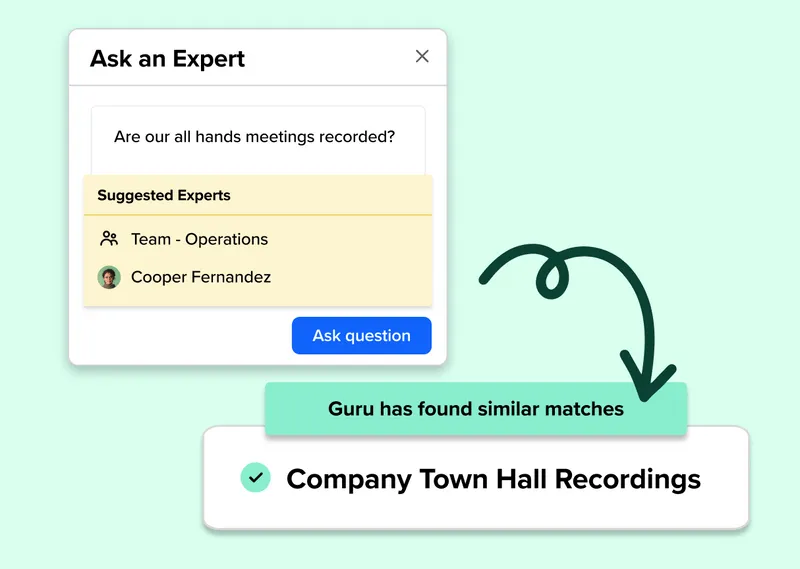 Ask an Expert
Are our all hands meetings recorded?
Suggested Experts
Team - Operations
Cooper Fernandez
Ask question
Guru has found similar matches
Company Town Hall Recordings